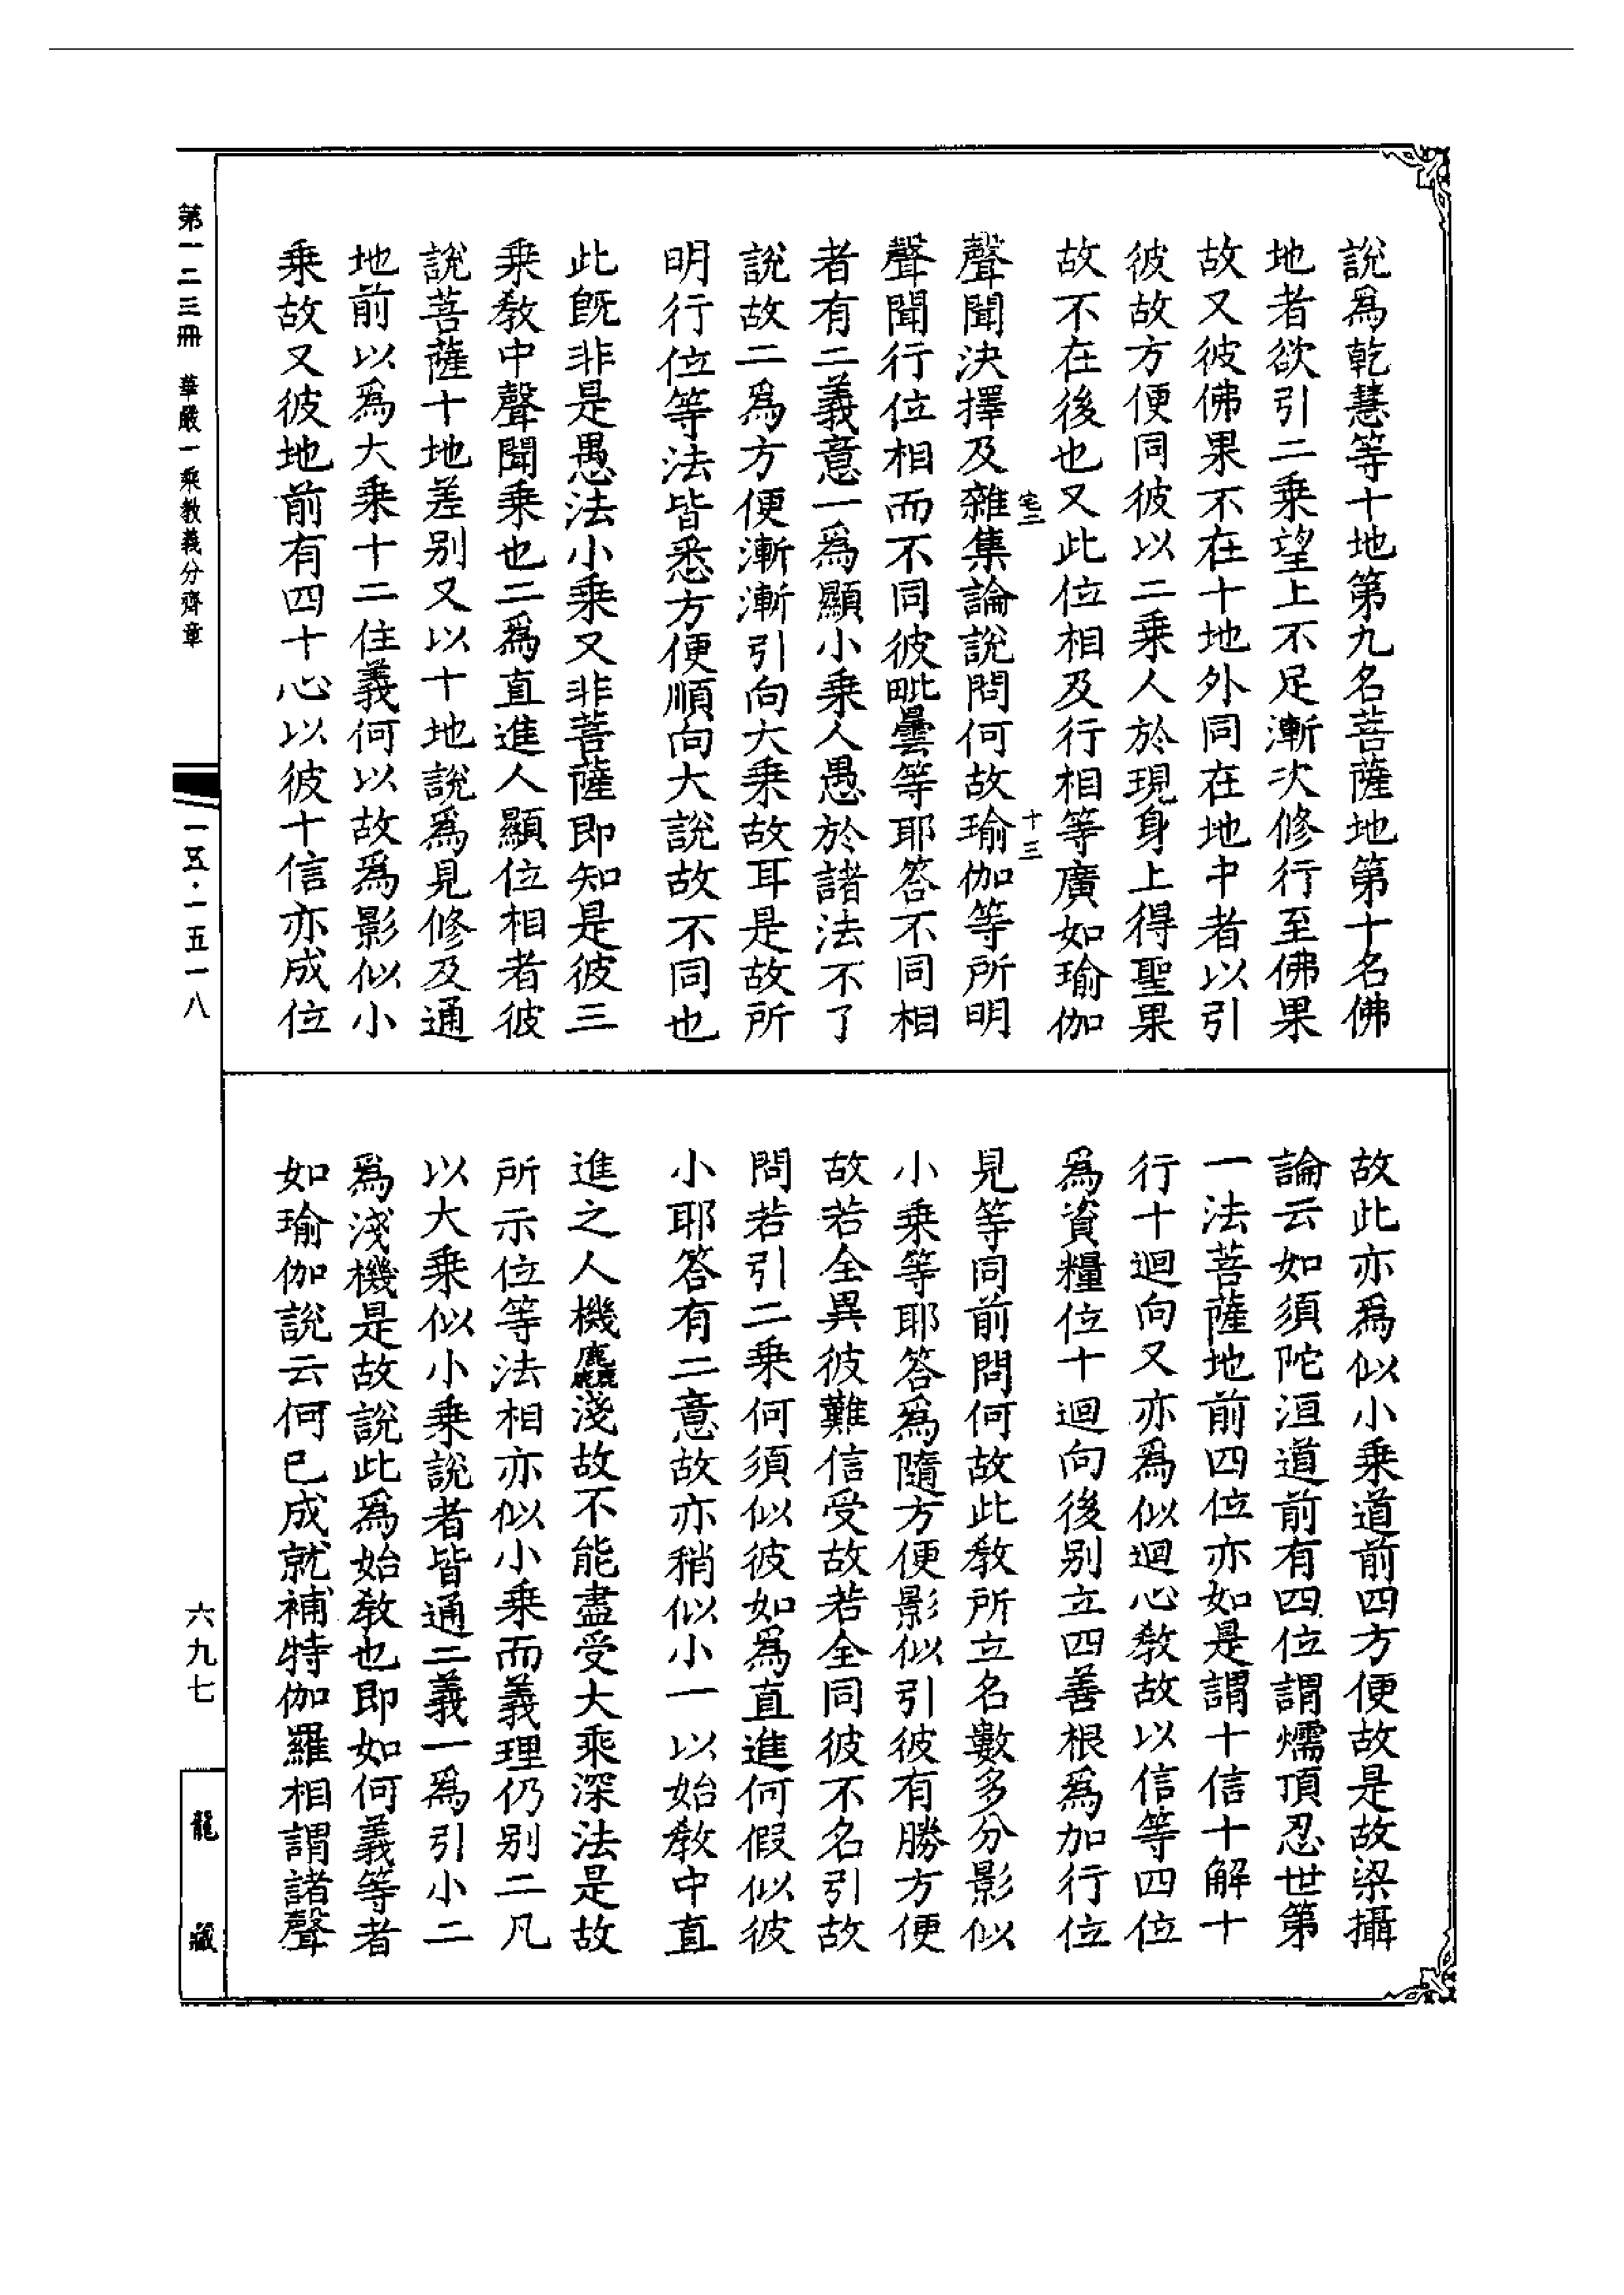 說為乾慧等十地第九名菩薩地第十名佛
地者欲引二乘望上不足漸次修行至佛果
故又彼佛果不在十地外同在地中者以引
彼故方便同彼以二乘人於現身上得聖果
故不在後也又此位相及行相等廣如瑜伽
宅二
十三
聲聞決擇及雜集論說問何故瑜伽等所明
聲聞行位相而不同彼毗曇等耶答不同相
者有二義意一為顯小乘人愚於諸法不了
說故二為方便漸漸引向大乘故耳是故所
明行位等法皆悉方便順向大說故不同也
此旣非是愚法小乘又非菩薩即知是彼三
乘教中聲聞乘也二為直進人顯位相者彼
說菩薩十地差別又以十地說為見修及通
地前以為大乘十二住義何以故為影似小
乘故又彼地前有四十心以彼十信亦成位
故此亦為似小乘道前四方便故是故梁攝
論云如須陀洹道前有四位謂煗頂忍世第
一法菩薩地前四位亦如是謂十信十解十
行十迴向又亦為似迴心教故以信等四位
為資糧位十迴向後別立四善根為加行位
見等同前問何故此教所立名數多分影似
小乘等耶答為隨方便影似引彼有勝方便
故若全異彼難信受故若全同彼不名引故
問若引二乘何須似彼如為直進何假似彼
小耶答有二意故亦稍似小一以始教中直
進之人機麤淺故不能盡受大乘深法是故
所示位等法相亦似小乘而義理仍別二凡
以大乘似小乘說者皆通三義一為引小二
為淺機是故說此為始教也即如何義等者
如瑜伽說云何已成就補特伽羅相謂諸聲
第一二三冊 華嚴一乘教義分齊章
一五·一五一八
六九七
龍藏